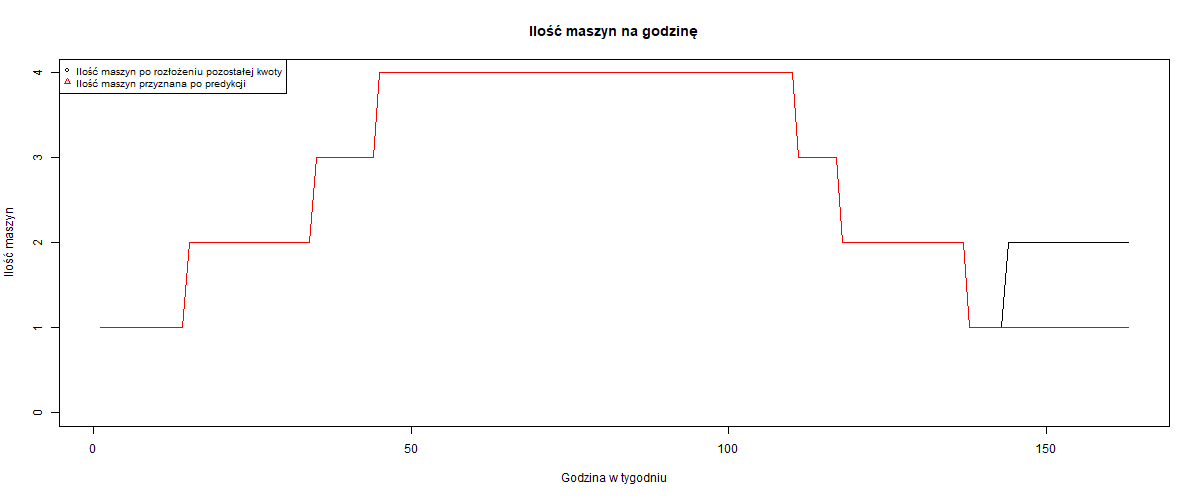 Ilość maszyn na godzinę
Ilość maszyn po rozłożeniu pozostałej kwoty
Ilość maszyn przyznana po predykcji
Ilość maszyn
4
3
2
1
0
0
50
100
150
Godzina w tygodniu